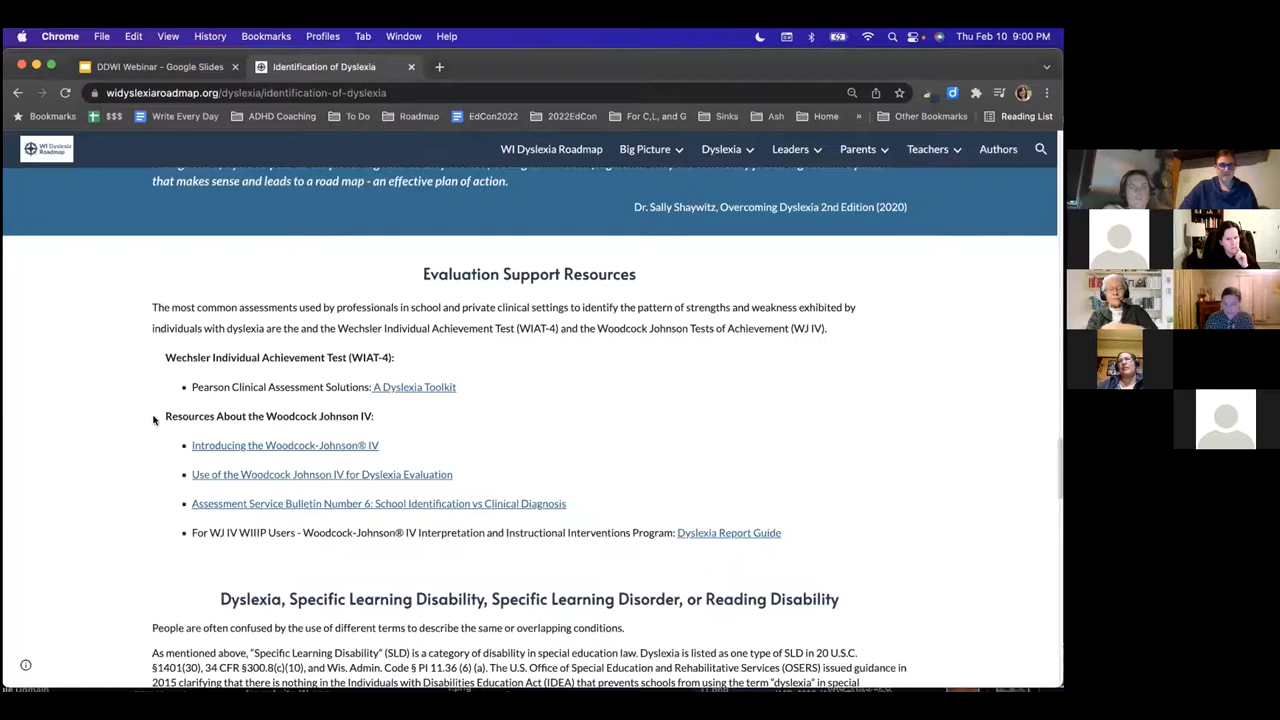 Chrome File Edit View History Bookmarks Profiles Tab Window Help Thu Feb 10 9:00 PM
DDWI Webinar - Google Slides Identification of Dyslexia
widyslexiaroadmap.org/dyslexia/identification-of-dyslexia
Bookmarks $$$ Write Every Day ADHD Coaching To Do Roadmap EdCon2022 2022EdCon For C,L, and G Sinks Ash Home » Other Bookmarks Reading List
WI Dyslexia Roadmap WI Dyslexia Roadmap Big Picture Dyslexia Leaders Parents Teachers Authors
that makes sense and leads to a road map - an effective plan of action.
Dr. Sally Shaywitz, Overcoming Dyslexia 2nd Edition (2020)
Evaluation Support Resources
The most common assessments used by professionals in school and private clinical settings to identify the pattern of strengths and weakness exhibited by
individuals with dyslexia are the and the Wechsler Individual Achievement Test (WIAT-4) and the Woodcock Johnson Tests of Achievement (WJ IV).
Wechsler Individual Achievement Test (WIAT-4):
Pearson Clinical Assessment Solutions: A Dyslexia Toolkit
Resources About the Woodcock Johnson IV:
Introducing the Woodcock-Johnson® IV
Use of the Woodcock Johnson IV for Dyslexia Evaluation
Assessment Service Bulletin Number 6: School Identification vs Clinical Diagnosis
For WJ IV WIIIP Users - Woodcock-Johnson® IV Interpretation and Instructional Interventions Program: Dyslexia Report Guide
Dyslexia, Specific Learning Disability, Specific Learning Disorder, or Reading Disability
People are often confused by the use of different terms to describe the same or overlapping conditions.
As mentioned above, “Specific Learning Disability” (SLD) is a category of disability in special education law. Dyslexia is listed as one type of SLD in 20 U.S.C.
§1401(30), 34 CFR §300.8(c)(10), and Wis. Admin. Code § PI 11.36 (6) (a). The U.S. Office of Special Education and Rehabilitative Services (OSERS) issued guidance in
2015 clarifying that there is nothing in the Individuals with Disabilities Education Act (IDEA) that prevents schools from using the term “dyslexia” in special